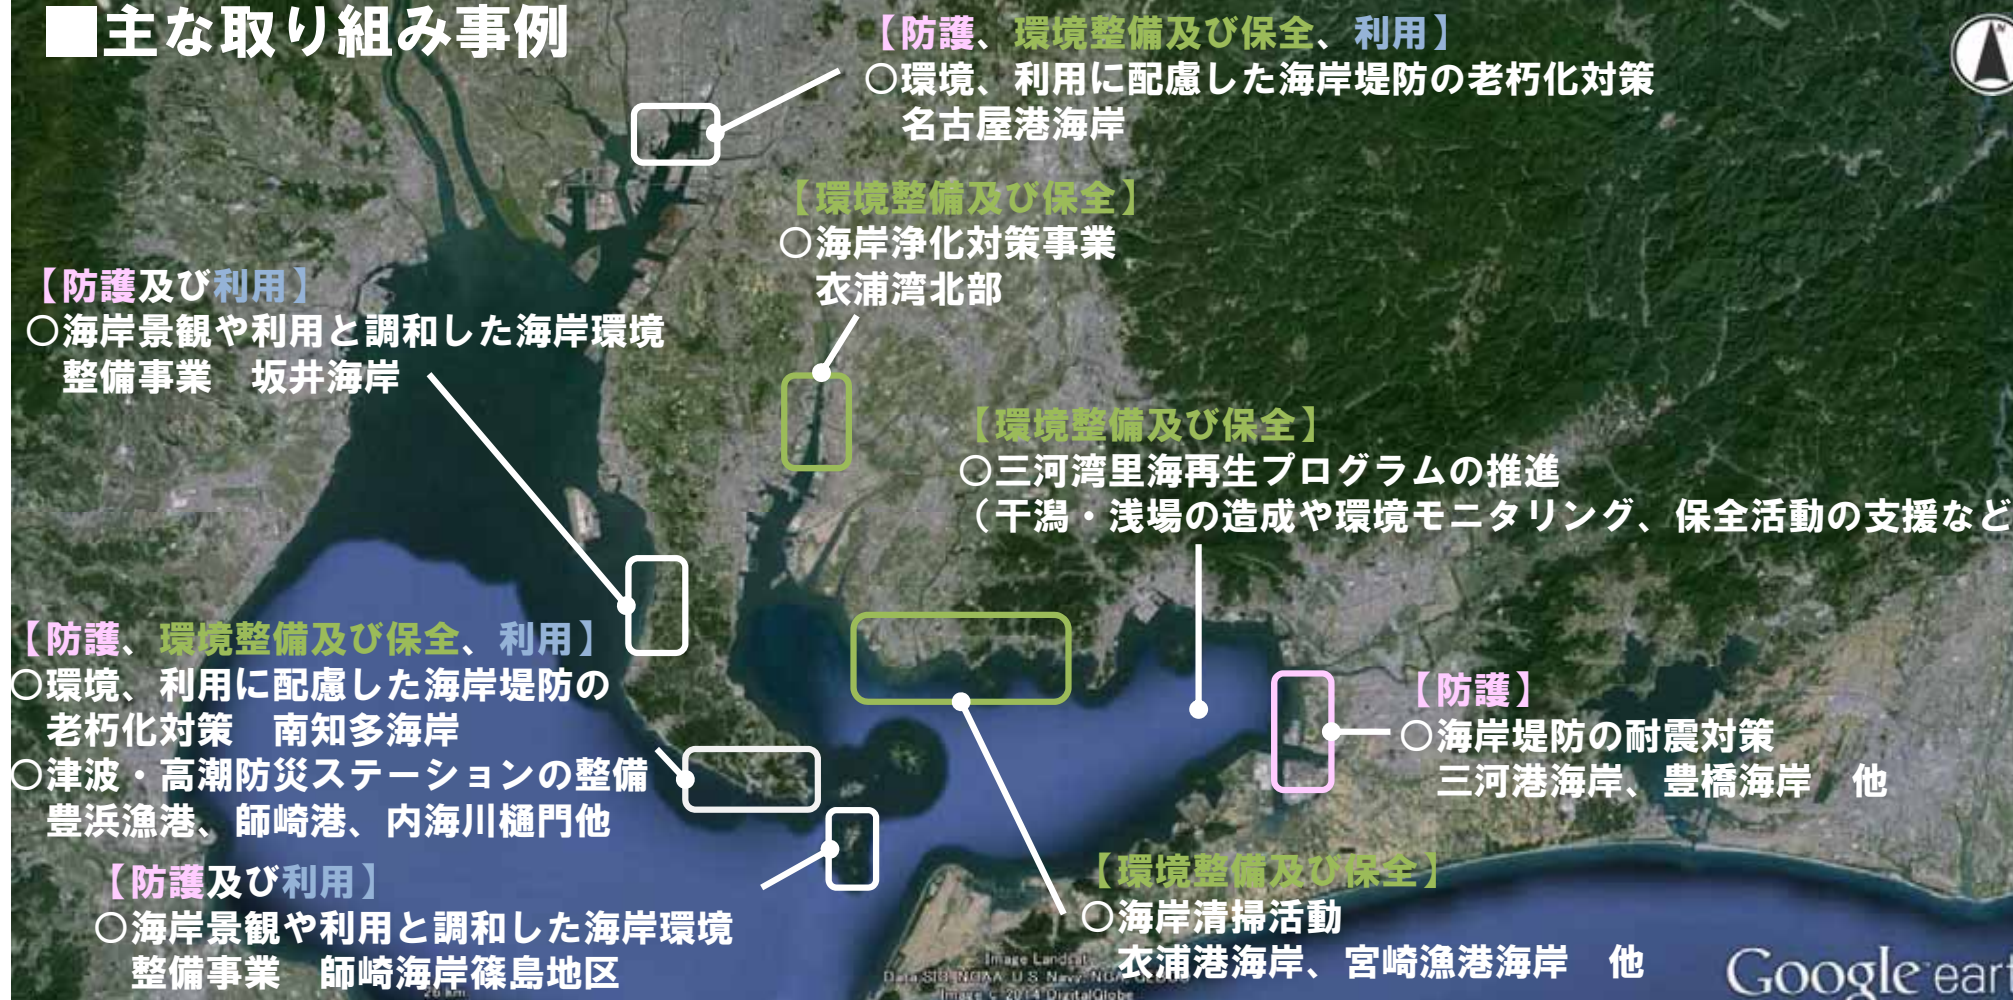 ■主な取り組み事例
【防護、環境整備及び保全、利用】
○環境、利用に配慮した海岸堤防の老朽化対策
名古屋港海岸
N
【環境整備及び保全】
○海岸浄化対策事業
衣浦湾北部
【防護及び利用】
○海岸景観や利用と調和した海岸環境
整備事業 坂井海岸
【環境整備及び保全】
○三河湾里海再生プログラムの推進
（干潟・浅場の造成や環境モニタリング、保全活動の支援など
【防護、環境整備及び保全、利用】
○環境、利用に配慮した海岸堤防の
老朽化対策 南知多海岸
○津波・高潮防災ステーションの整備
豊浜漁港、師崎港、内海川樋門他
【防護】
○海岸堤防の耐震対策
三河港海岸、豊橋海岸 他
【防護及び利用】
○海岸景観や利用と調和した海岸環境
整備事業 師崎海岸篠島地区
【環境整備及び保全】
○海岸清掃活動
衣浦港海岸、宮崎漁港海岸 他
Image Landsat
Data SIO, NOAA, U.S. Navy, NGA, GEBCO
Image © 2014 DigitalGlobe
Google eart